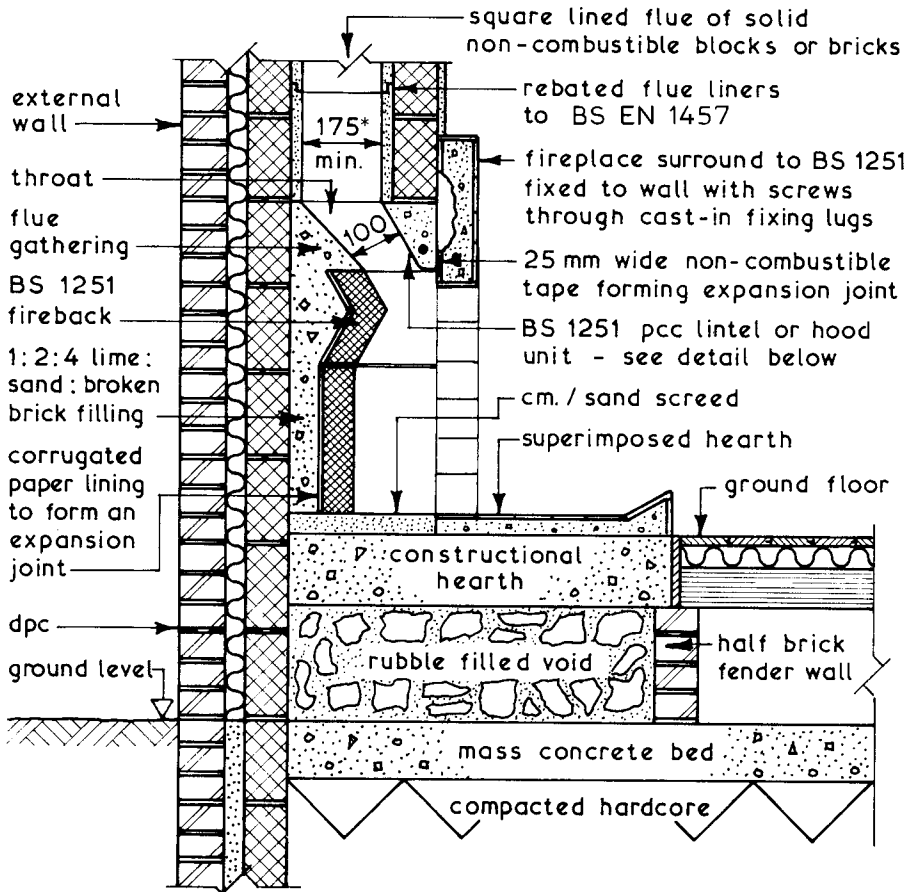 square lined flue of solid
non-combustible blocks or bricks
rebated flue liners
to BS EN 1457
external
wall
175*
min.
fireplace surround to BS 1251
fixed to wall with screws
through cast-in fixing lugs
throat
flue
gathering
100
25 mm wide non-combustible
tape forming expansion joint
BS 1251
fireback
BS 1251 pcc lintel or hood
unit - see detail below
1:2:4 lime:
sand: broken
brick filling
cm./sand screed
superimposed hearth
corrugated
paper lining
to form an
expansion
joint
ground floor
constructional
hearth
dpc
ground level
rubble filled void
half brick
fender wall
mass concrete bed
compacted hardcore